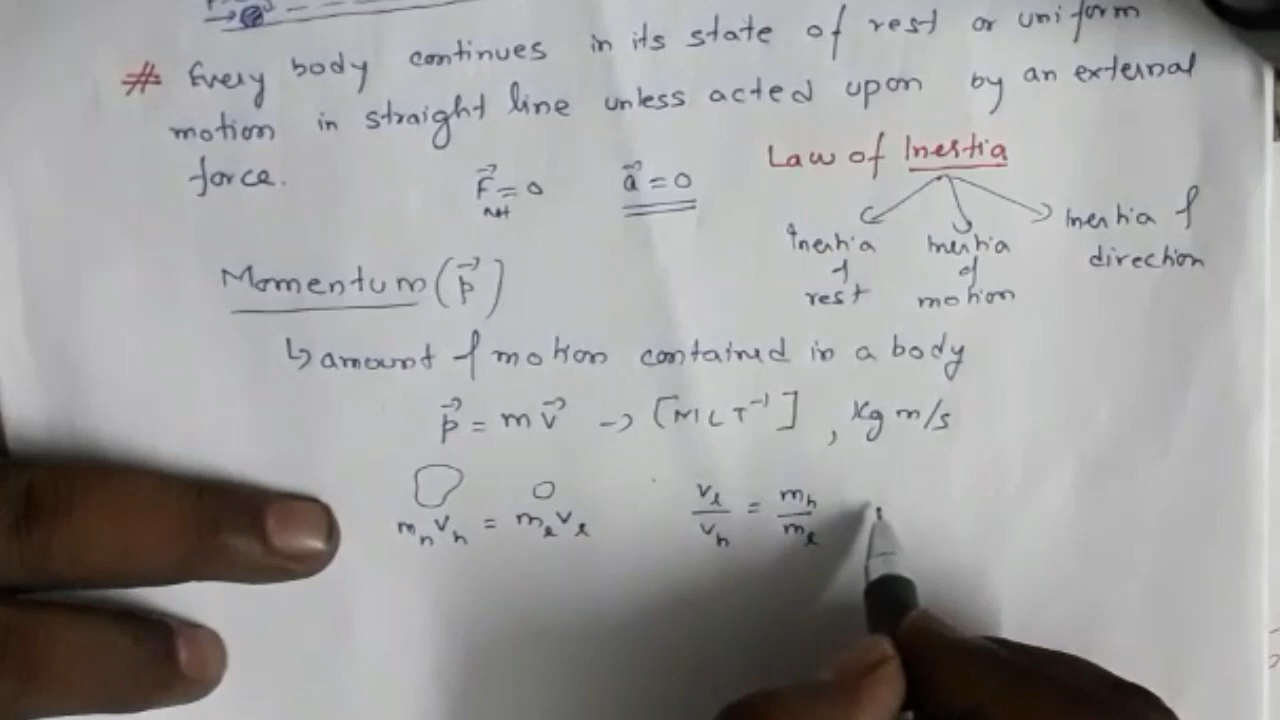 # Every body continues in its state of rest or uniform
motion in straight line unless acted upon by an external
force.
F⃗net = 0
a⃗ = 0
Law of Inertia
Inertia of rest
Inertia of motion
Inertia of direction
Momentum (p⃗)
↳ amount of motion contained in a body
p⃗ = mv⃗ → [MLT⁻¹] , kg m/s
mₕvₕ = mₗvₗ
vₗ/vₕ = mₕ/mₗ